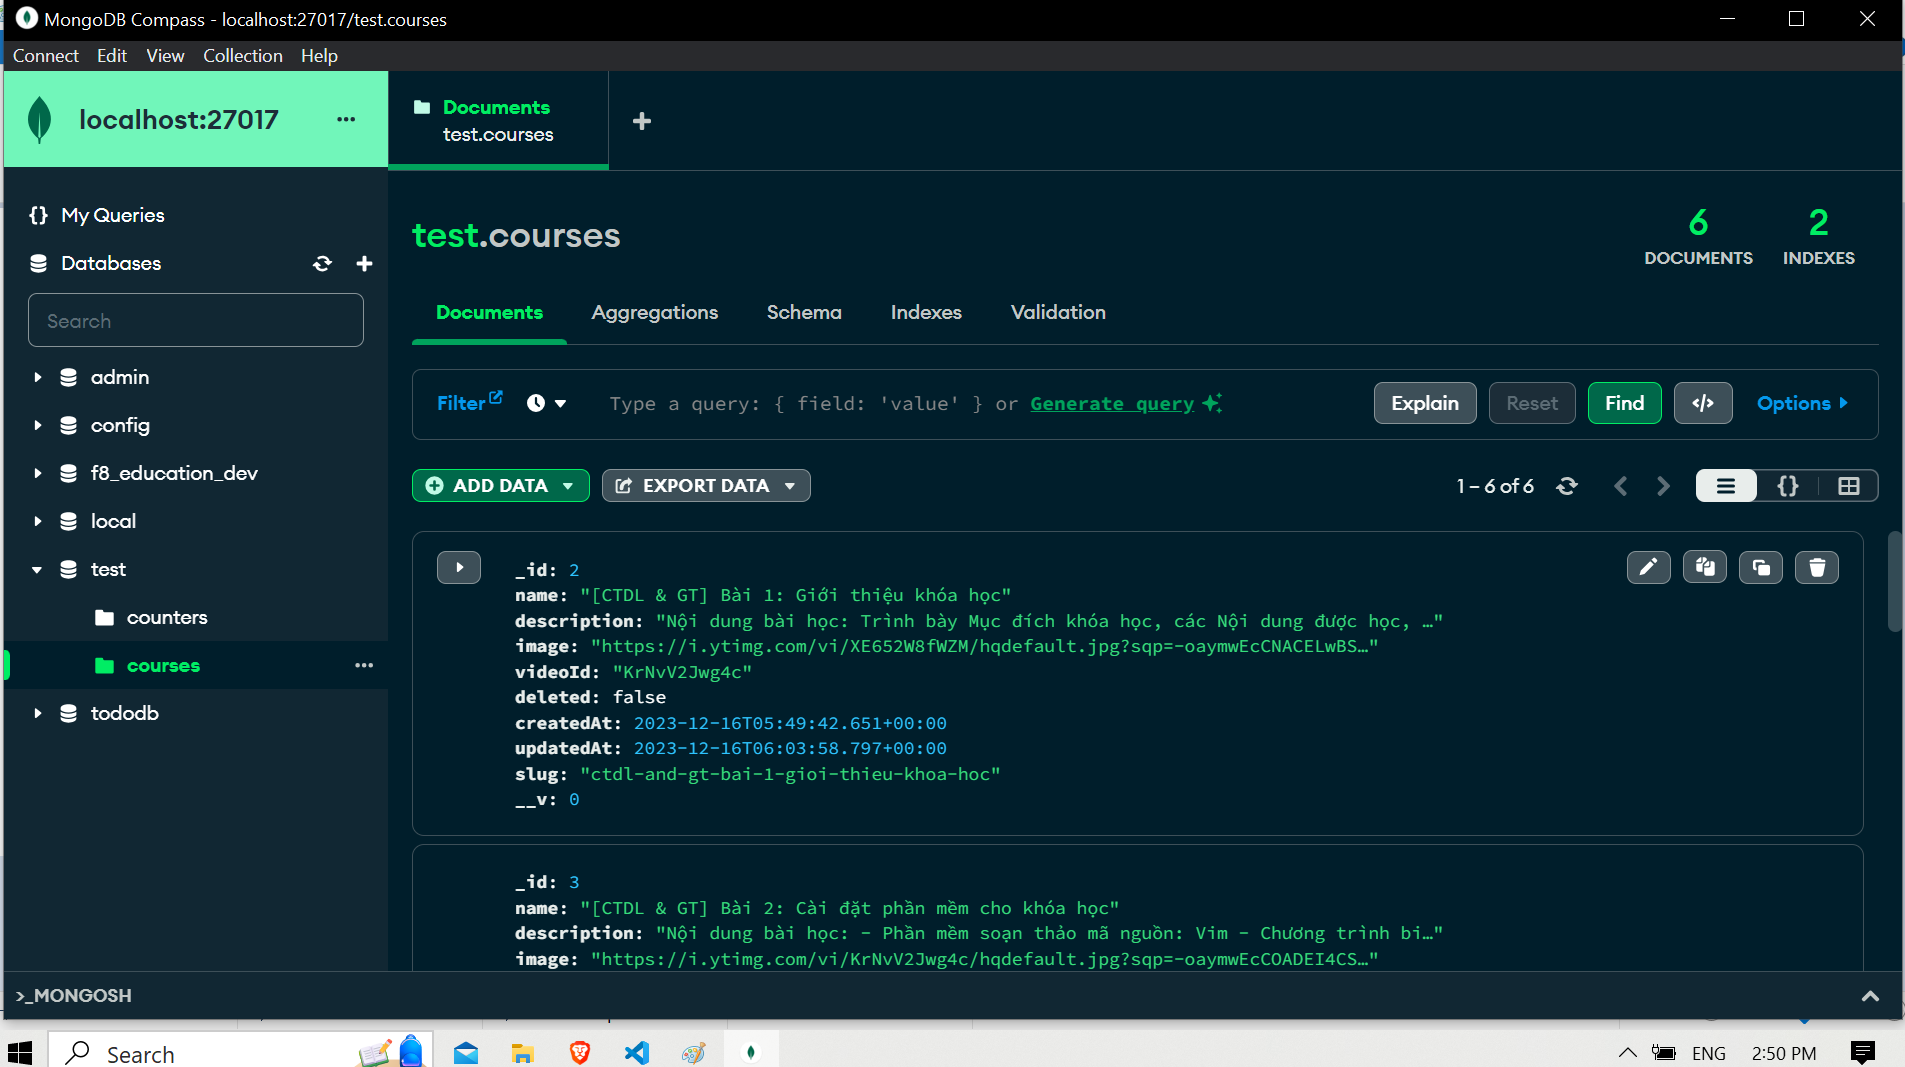 MongoDB Compass - localhost:27017/test.courses
Connect Edit View Collection Help
localhost:27017
...
Documents
test.courses
My Queries
Databases
Search
admin
config
f8_education_dev
local
test
counters
courses
...
tododb
test.courses
6
DOCUMENTS
2
INDEXES
Documents Aggregations Schema Indexes Validation
Filter
Type a query: { field: 'value' } or Generate query
Explain
Reset
Find
</>
Options
ADD DATA
EXPORT DATA
1 – 6 of 6
{}
_id: 2
name: "[CTDL & GT] Bài 1: Giới thiệu khóa học"
description: "Nội dung bài học: Trình bày Mục đích khóa học, các Nội dung được học, …"
image: "https://i.ytimg.com/vi/XE652W8fWZM/hqdefault.jpg?sqp=-oaymwEcCNACELwBS…"
videoId: "KrNvV2Jwg4c"
deleted: false
createdAt: 2023-12-16T05:49:42.651+00:00
updatedAt: 2023-12-16T06:03:58.797+00:00
slug: "ctdl-and-gt-bai-1-gioi-thieu-khoa-hoc"
__v: 0
_id: 3
name: "[CTDL & GT] Bài 2: Cài đặt phần mềm cho khóa học"
description: "Nội dung bài học: - Phần mềm soạn thảo mã nguồn: Vim - Chương trình bi…"
image: "https://i.ytimg.com/vi/KrNvV2Jwg4c/hqdefault.jpg?sqp=-oaymwEcCOADEI4CS…"
>_MONGOSH
Search
ENG
2:50 PM